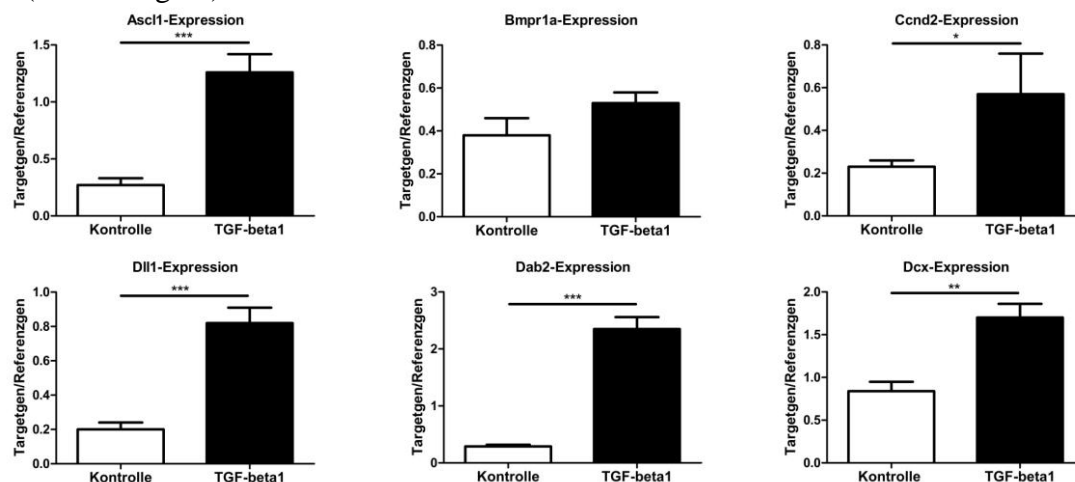 Ascl1-Expression
***
Targetgen/Referenzgen
1.5
1.0
0.5
0.0
Kontrolle TGF-beta1
Bmpr1a-Expression
Targetgen/Referenzgen
0.8
0.6
0.4
0.2
0.0
Kontrolle TGF-beta1
Ccnd2-Expression
*
Targetgen/Referenzgen
0.8
0.6
0.4
0.2
0.0
Kontrolle TGF-beta1
Dll1-Expression
***
Targetgen/Referenzgen
1.0
0.8
0.6
0.4
0.2
0.0
Kontrolle TGF-beta1
Dab2-Expression
***
Targetgen/Referenzgen
3
2
1
0
Kontrolle TGF-beta1
Dcx-Expression
**
Targetgen/Referenzgen
2.0
1.5
1.0
0.5
0.0
Kontrolle TGF-beta1